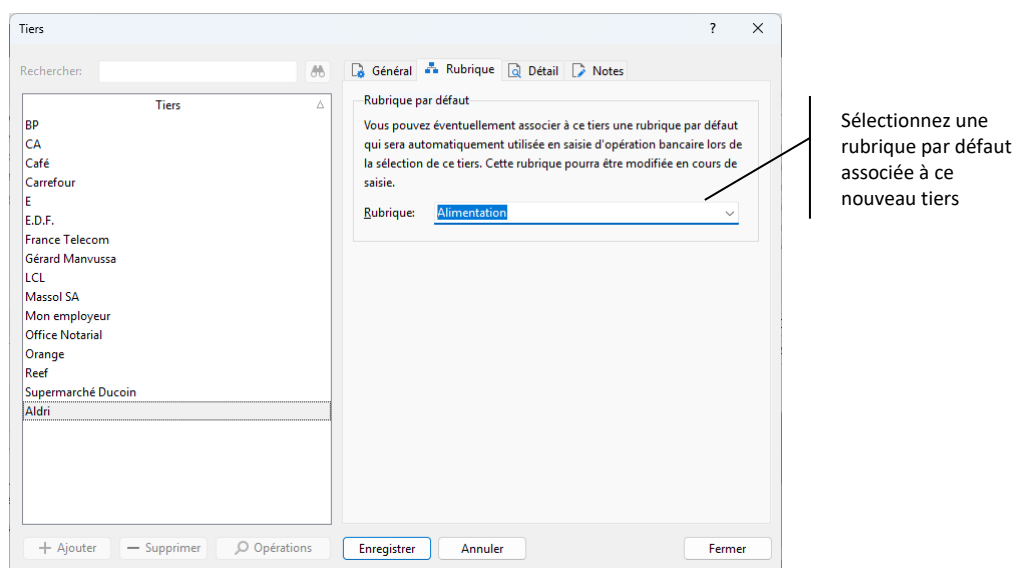 Tiers
?
Rechercher:
Général Rubrique Détail Notes
Tiers
BP
CA
Café
Carrefour
E
E.D.F.
France Telecom
Gérard Manvussa
LCL
Massol SA
Mon employeur
Office Notarial
Orange
Reef
Supermarché Ducoin
Aldri
Rubrique par défaut
Vous pouvez éventuellement associer à ce tiers une rubrique par défaut
qui sera automatiquement utilisée en saisie d'opération bancaire lors de
la sélection de ce tiers. Cette rubrique pourra être modifiée en cours de
saisie.
Rubrique: Alimentation
Sélectionnez une
rubrique par défaut
associée à ce
nouveau tiers
Ajouter Supprimer Opérations Enregistrer Annuler Fermer